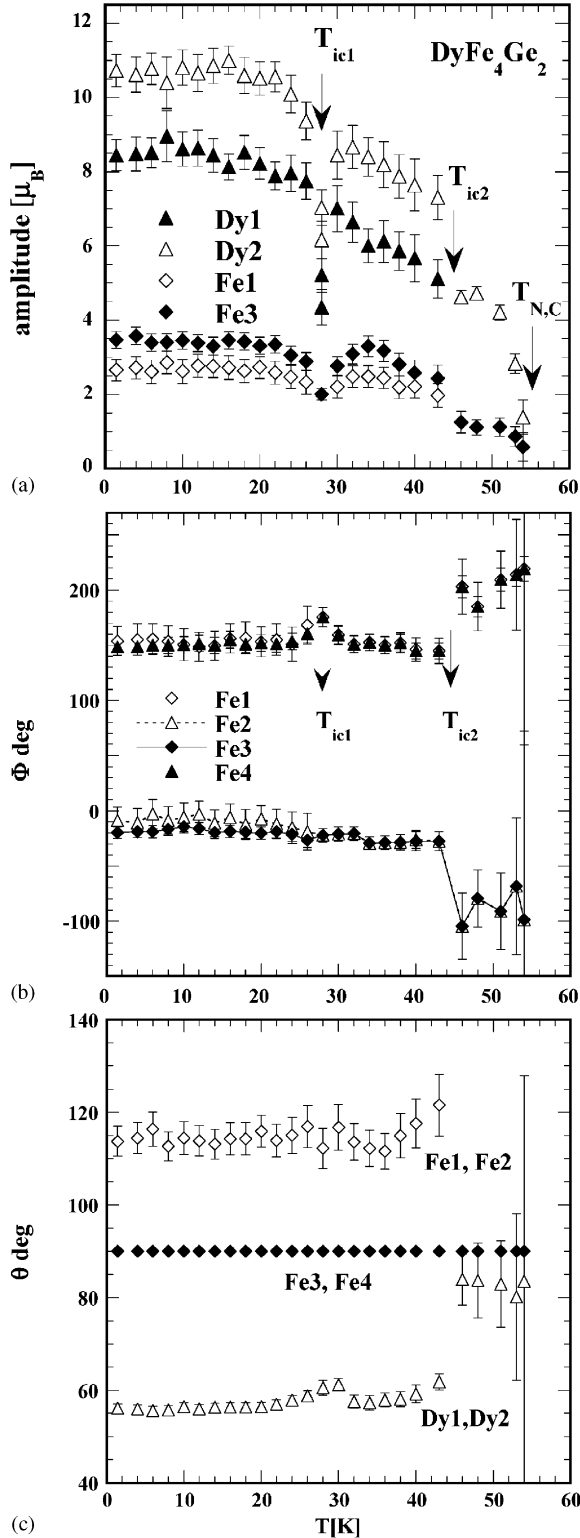 DyFe4Ge2
Tic1
Tic2
TN,C
amplitude [μB]
12
10
8
6
4
2
0
Dy1
Dy2
Fe1
Fe3
0 10 20 30 40 50 60
(a)
Φ deg
200
100
0
-100
Tic1
Tic2
Fe1
Fe2
Fe3
Fe4
0 10 20 30 40 50 60
(b)
θ deg
140
120
100
80
60
40
Fe1, Fe2
Fe3, Fe4
Dy1,Dy2
0 10 20 30 40 50 60
(c)
T[K]